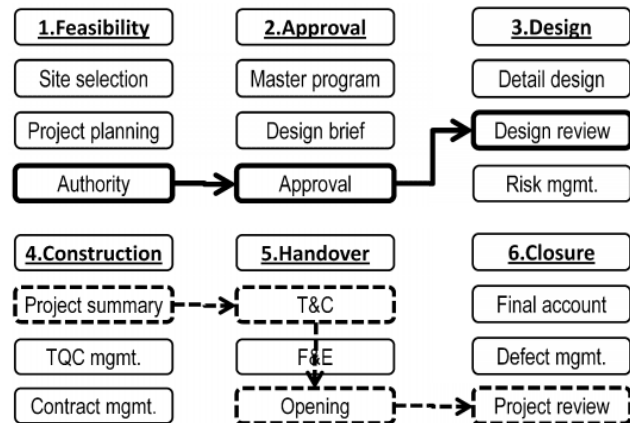 1.Feasibility
2.Approval
3.Design
Site selection
Master program
Detail design
Project planning
Design brief
Design review
Authority
Approval
Risk mgmt.
4.Construction
5.Handover
6.Closure
Project summary
T&C
Final account
TQC mgmt.
F&E
Defect mgmt.
Contract mgmt.
Opening
Project review